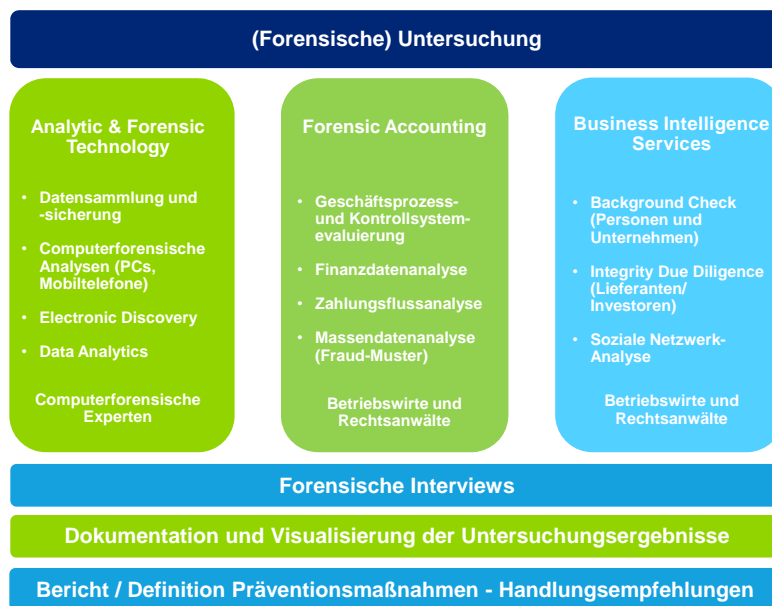 (Forensische) Untersuchung
Analytic & Forensic
Technology
• Datensammlung und
-sicherung
• Computerforensische
Analysen (PCs,
Mobiltelefone)
• Electronic Discovery
• Data Analytics
Computerforensische
Experten
Forensic Accounting
• Geschäftsprozess-
und Kontrollsystem-
evaluierung
• Finanzdatenanalyse
• Zahlungsflussanalyse
• Massendatenanalyse
(Fraud-Muster)
Betriebswirte und
Rechtsanwälte
Business Intelligence
Services
• Background Check
(Personen und
Unternehmen)
• Integrity Due Diligence
(Lieferanten/
Investoren)
• Soziale Netzwerk-
Analyse
Betriebswirte und
Rechtsanwälte
Forensische Interviews
Dokumentation und Visualisierung der Untersuchungsergebnisse
Bericht / Definition Präventionsmaßnahmen - Handlungsempfehlungen